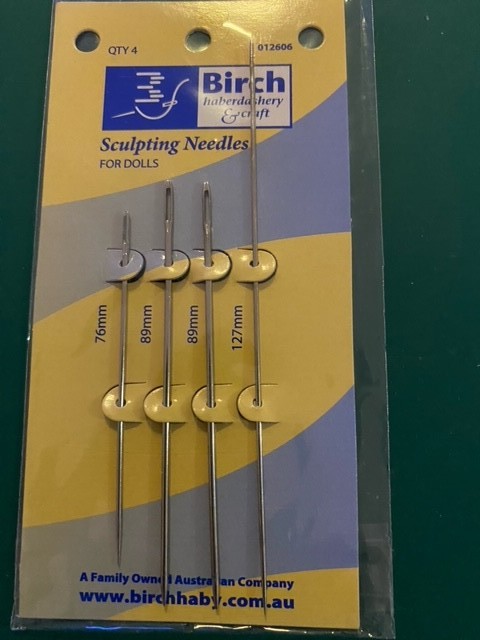 QTY 4
012606
Birch
haberdashery
& craft
Sculpting Needles
FOR DOLLS
76mm
89mm
89mm
127mm
A Family Owned Australian Company
www.birchhaby.com.au